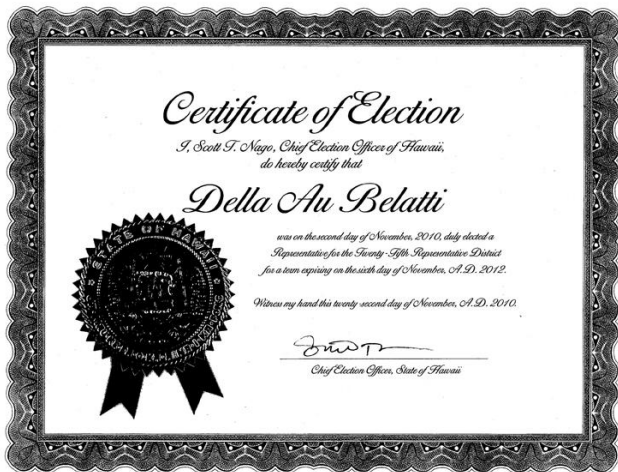 Certificate of Election
I, Scott T. Nago, Chief Election Officer of Hawaii,
do hereby certify that
Della Au Belatti
was on the second day of November, 2010, duly elected a
Representative for the Twenty-Fifth Representative District
for a term expiring on the sixth day of November, A.D. 2012.
Witness my hand this twenty-second day of November, A.D. 2010.
Chief Election Officer, State of Hawaii
STATE OF HAWAII